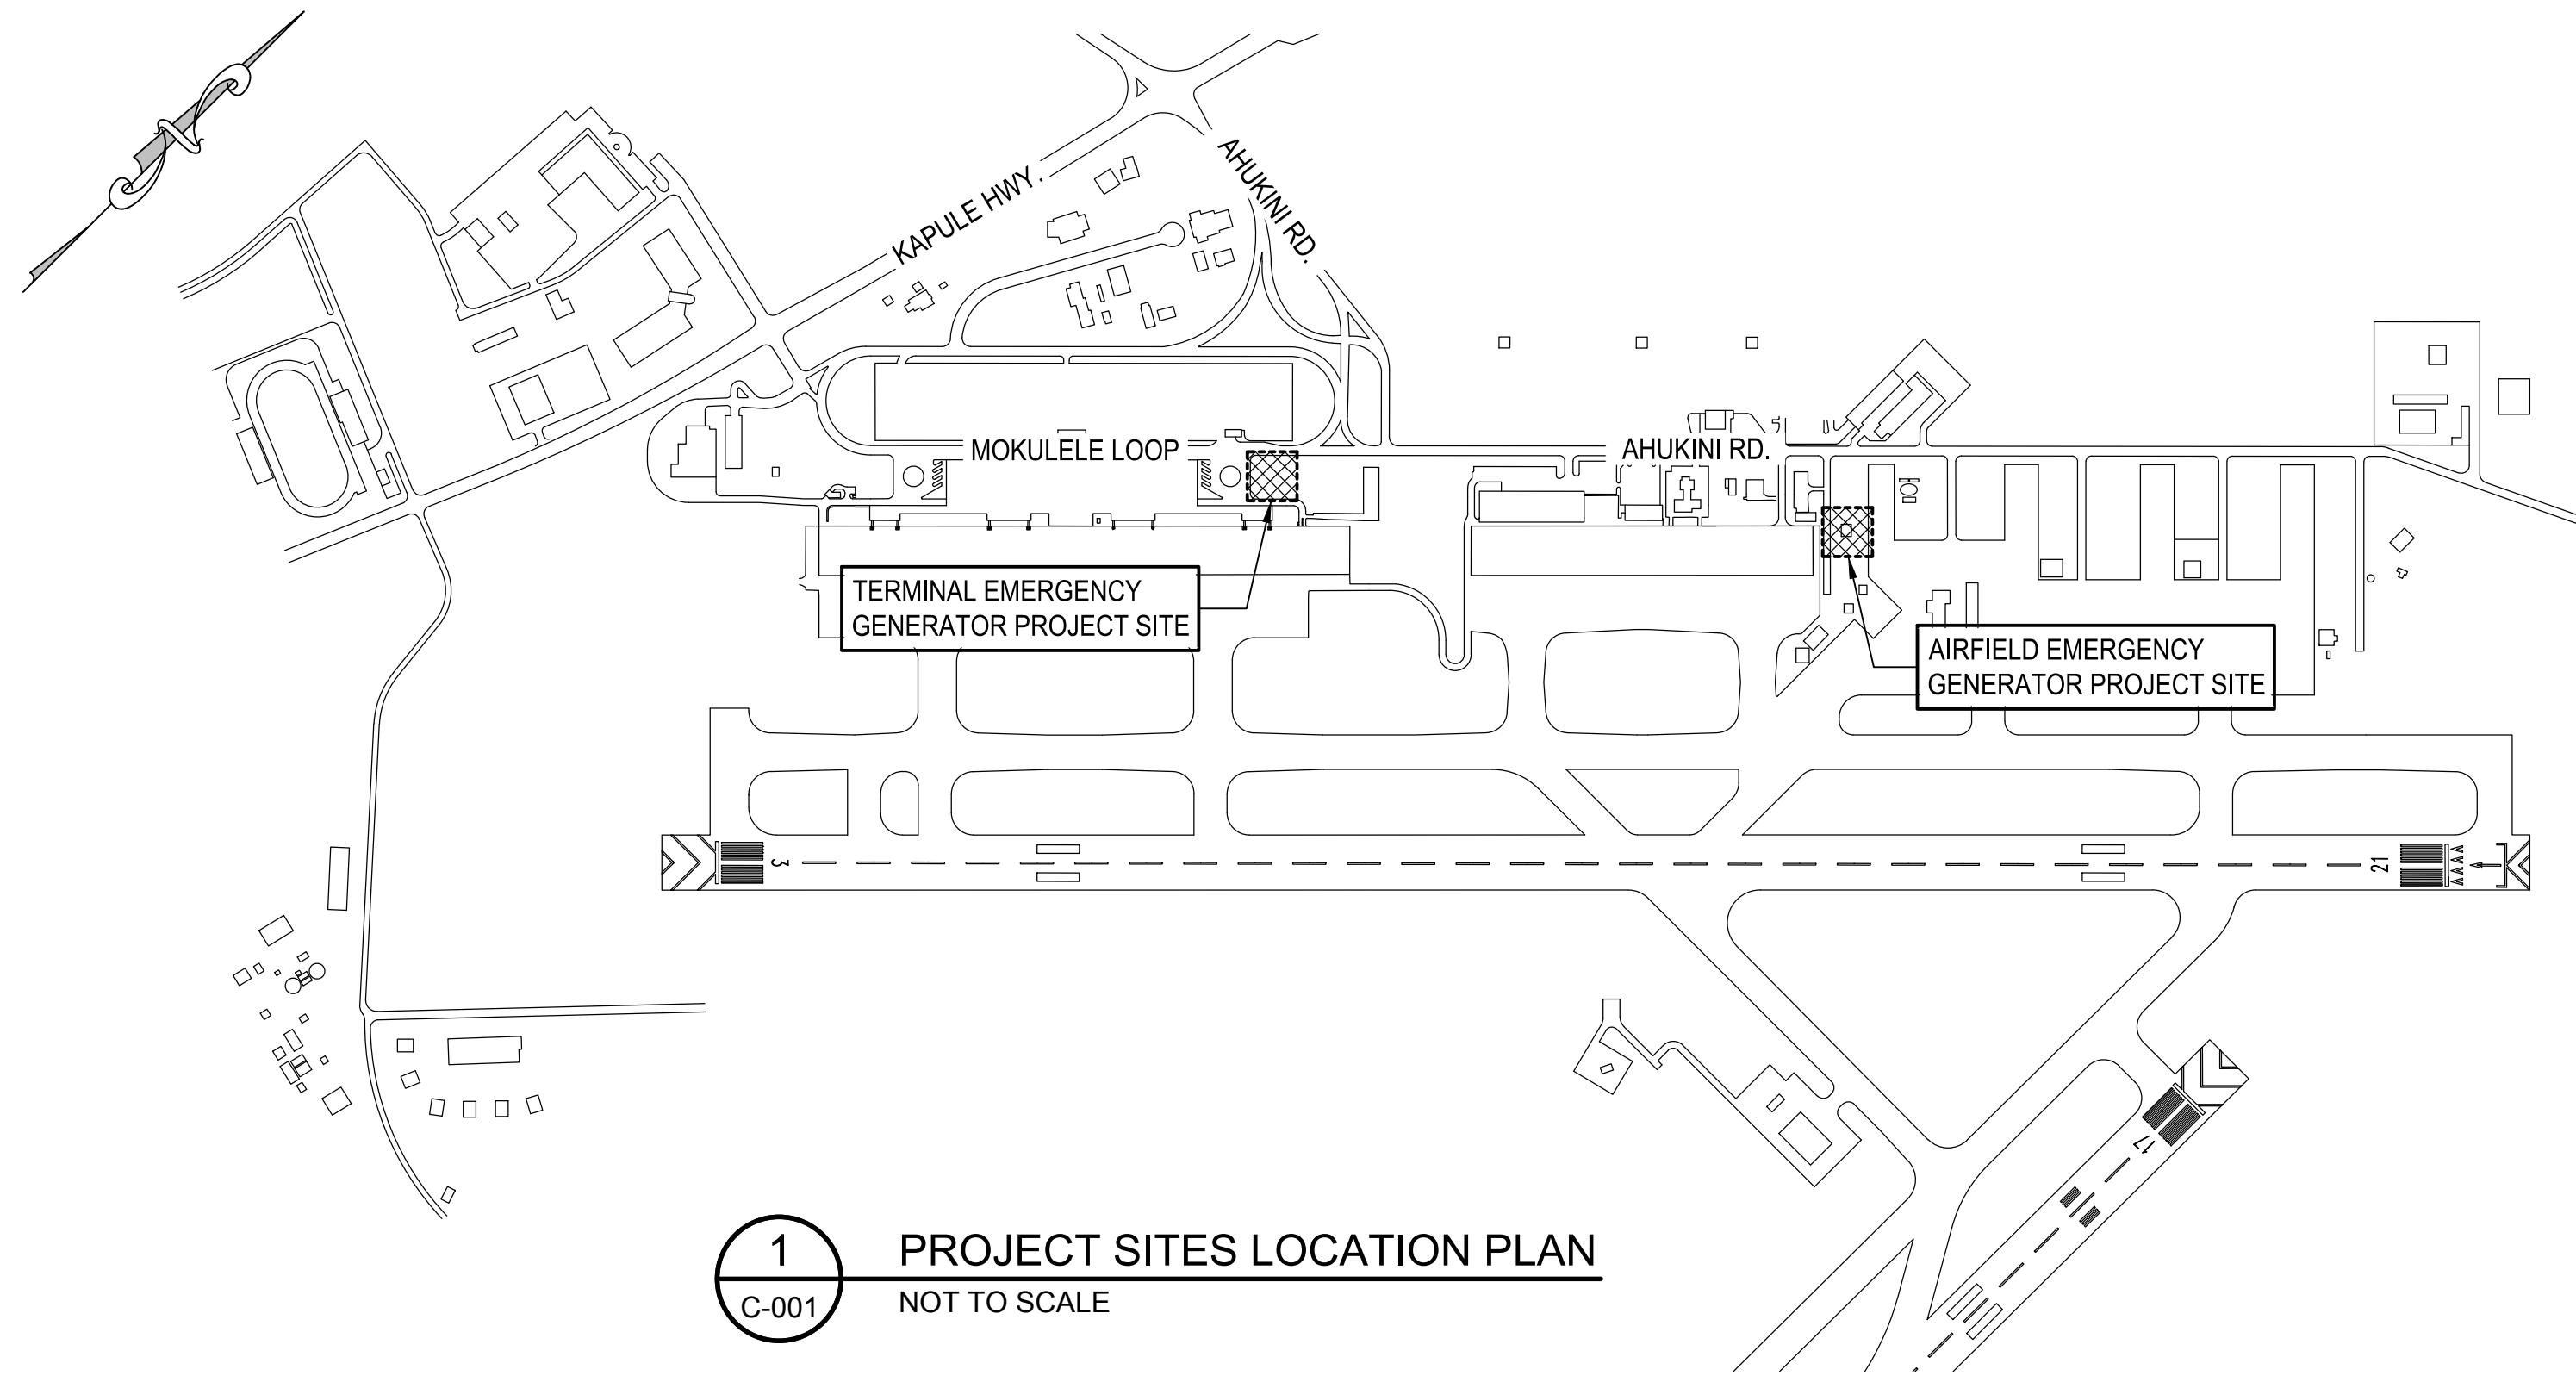 KAPULE HWY.
AHUKINI RD.
MOKULELE LOOP
AHUKINI RD.
TERMINAL EMERGENCY
GENERATOR PROJECT SITE
AIRFIELD EMERGENCY
GENERATOR PROJECT SITE
3
21
17
1
PROJECT SITES LOCATION PLAN
C-001
NOT TO SCALE